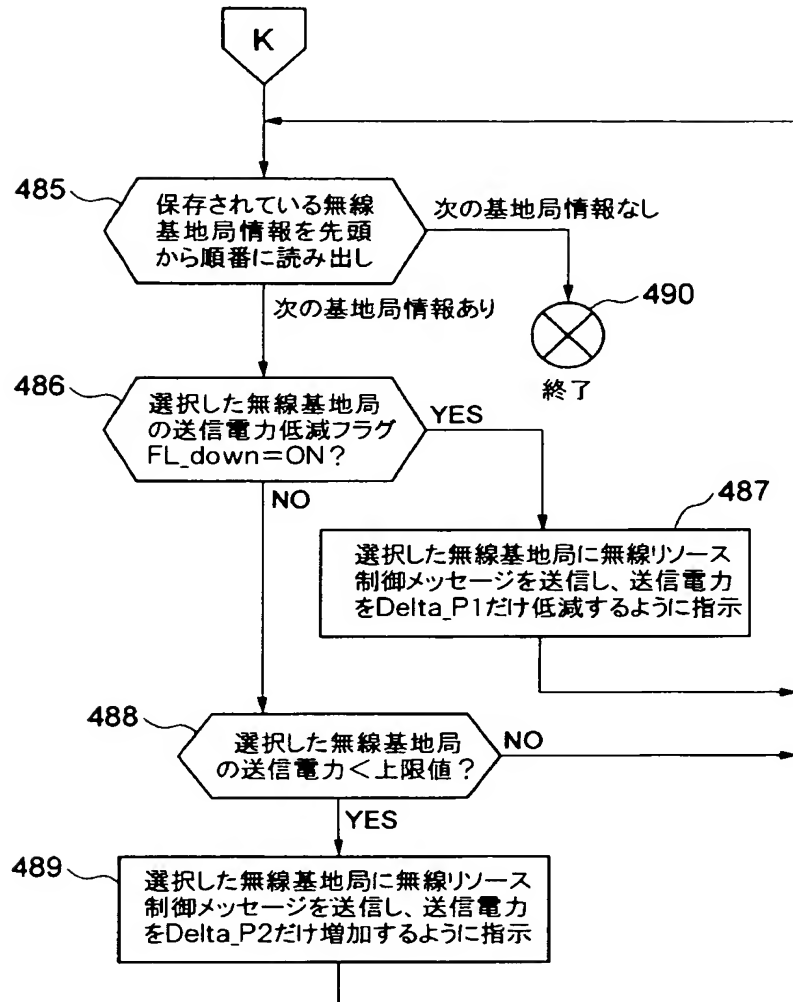 K
485
保存されている無線
基地局情報を先頭
から順番に読み出し
次の基地局情報なし
490
終了
次の基地局情報あり
486
選択した無線基地局
の送信電力低減フラグ
FL_down=ON?
YES
NO
487
選択した無線基地局に無線リソース
制御メッセージを送信し、送信電力
をDelta_P1だけ低減するように指示
488
選択した無線基地局
の送信電力<上限値?
NO
YES
489
選択した無線基地局に無線リソース
制御メッセージを送信し、送信電力
をDelta_P2だけ増加するように指示